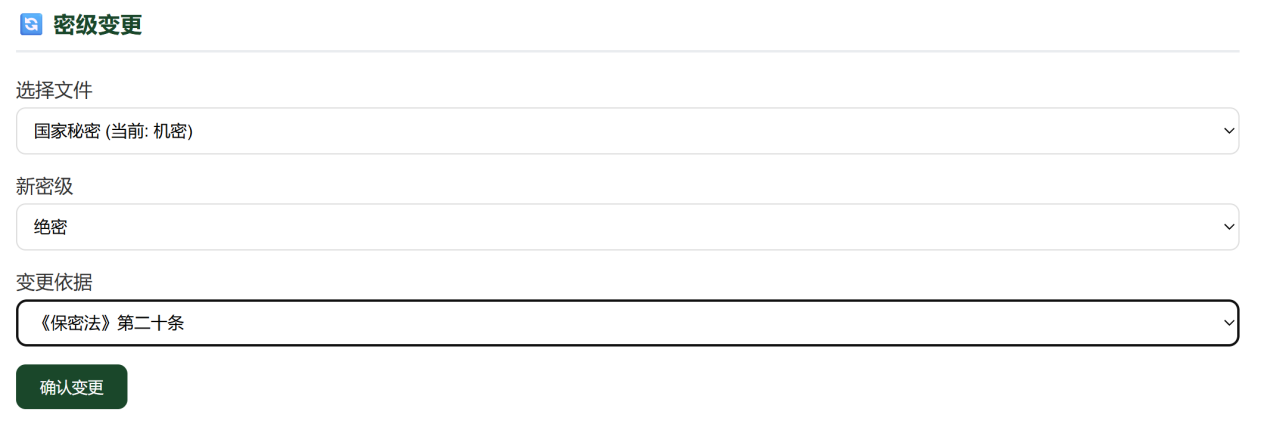 密级变更
选择文件
国家秘密 (当前: 机密)
新密级
绝密
变更依据
《保密法》第二十条
确认变更